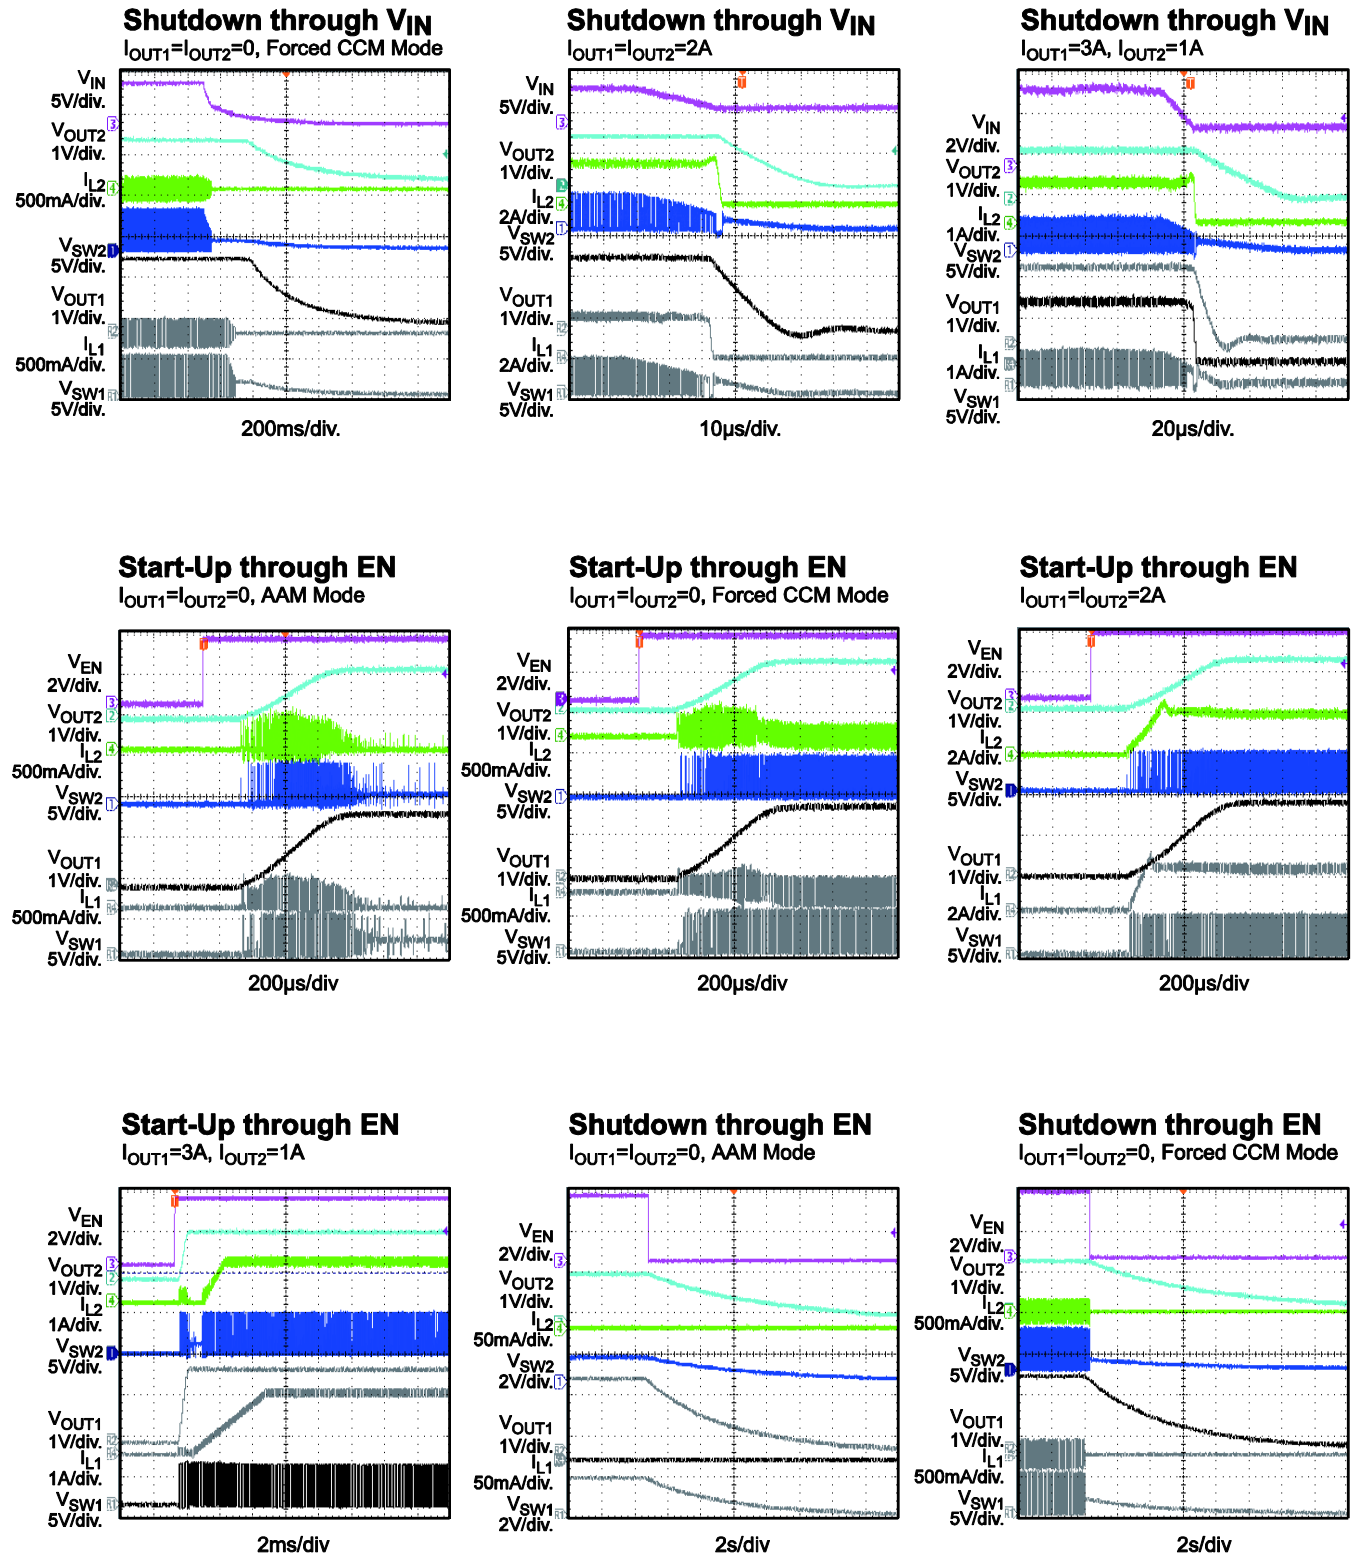 Shutdown through VIN
IOUT1=IOUT2=0, Forced CCM Mode
VIN
5V/div.
VOUT2
1V/div.
IL2
500mA/div.
VSW2
5V/div.
VOUT1
1V/div.
IL1
500mA/div.
VSW1
5V/div.
200ms/div.
Shutdown through VIN
IOUT1=IOUT2=2A
VIN
5V/div.
VOUT2
1V/div.
IL2
2A/div.
VSW2
5V/div.
VOUT1
1V/div.
IL1
2A/div.
VSW1
5V/div.
10µs/div.
Shutdown through VIN
IOUT1=3A, IOUT2=1A
VIN
2V/div.
VOUT2
1V/div.
IL2
1A/div.
VSW2
5V/div.
VOUT1
1V/div.
IL1
1A/div.
VSW1
5V/div.
20µs/div.
Start-Up through EN
IOUT1=IOUT2=0, AAM Mode
VEN
2V/div.
VOUT2
1V/div.
IL2
500mA/div.
VSW2
5V/div.
VOUT1
1V/div.
IL1
500mA/div.
VSW1
5V/div.
200µs/div
Start-Up through EN
IOUT1=IOUT2=0, Forced CCM Mode
VEN
2V/div.
VOUT2
1V/div.
IL2
500mA/div.
VSW2
5V/div.
VOUT1
1V/div.
IL1
500mA/div.
VSW1
5V/div.
200µs/div
Start-Up through EN
IOUT1=IOUT2=2A
VEN
2V/div.
VOUT2
1V/div.
IL2
2A/div.
VSW2
5V/div.
VOUT1
1V/div.
IL1
2A/div.
VSW1
5V/div.
200µs/div
Start-Up through EN
IOUT1=3A, IOUT2=1A
VEN
2V/div.
VOUT2
1V/div.
IL2
1A/div.
VSW2
5V/div.
VOUT1
1V/div.
IL1
1A/div.
VSW1
5V/div.
2ms/div
Shutdown through EN
IOUT1=IOUT2=0, AAM Mode
VEN
2V/div.
VOUT2
1V/div.
IL2
50mA/div.
VSW2
2V/div.
VOUT1
1V/div.
IL1
50mA/div.
VSW1
2V/div.
2s/div
Shutdown through EN
IOUT1=IOUT2=0, Forced CCM Mode
VEN
2V/div.
VOUT2
1V/div.
IL2
500mA/div.
VSW2
5V/div.
VOUT1
1V/div.
IL1
500mA/div.
VSW1
5V/div.
2s/div